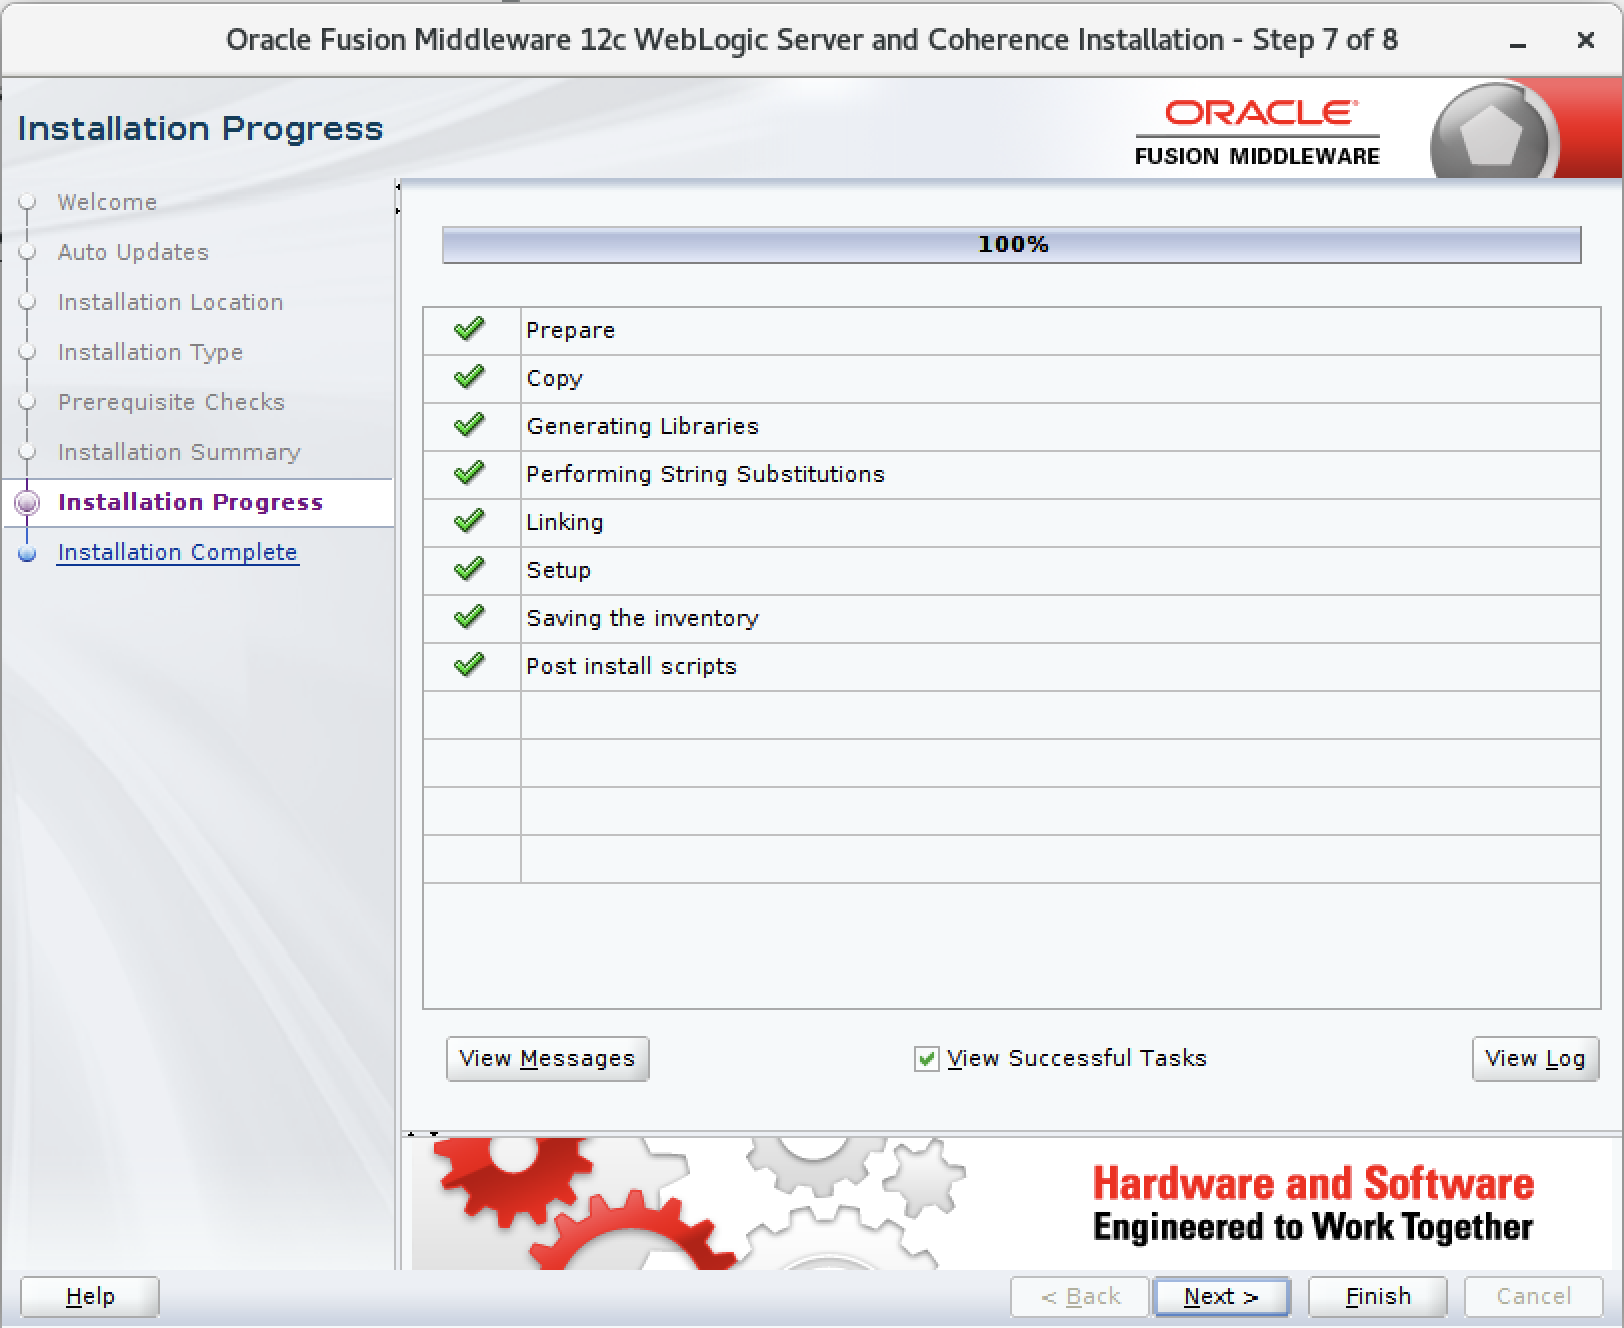 Oracle Fusion Middleware 12c WebLogic Server and Coherence Installation - Step 7 of 8
Installation Progress
ORACLE
FUSION MIDDLEWARE
Welcome
Auto Updates
Installation Location
Installation Type
Prerequisite Checks
Installation Summary
Installation Progress
Installation Complete
100%
Prepare
Copy
Generating Libraries
Performing String Substitutions
Linking
Setup
Saving the inventory
Post install scripts
View Messages
View Successful Tasks
View Log
Hardware and Software
Engineered to Work Together
Help
< Back
Next >
Finish
Cancel